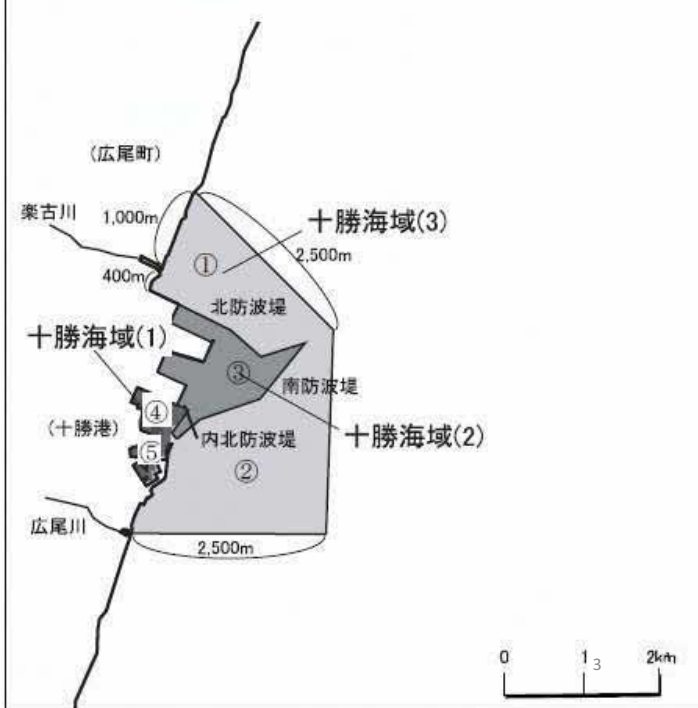 (広尾町)
楽古川
1,000m
十勝海域(3)
①
2,500m
400m
北防波堤
十勝海域(1)
③
南防波堤
④
(十勝港)
内北防波堤
十勝海域(2)
⑤
②
広尾川
2,500m
0 1 3 2km